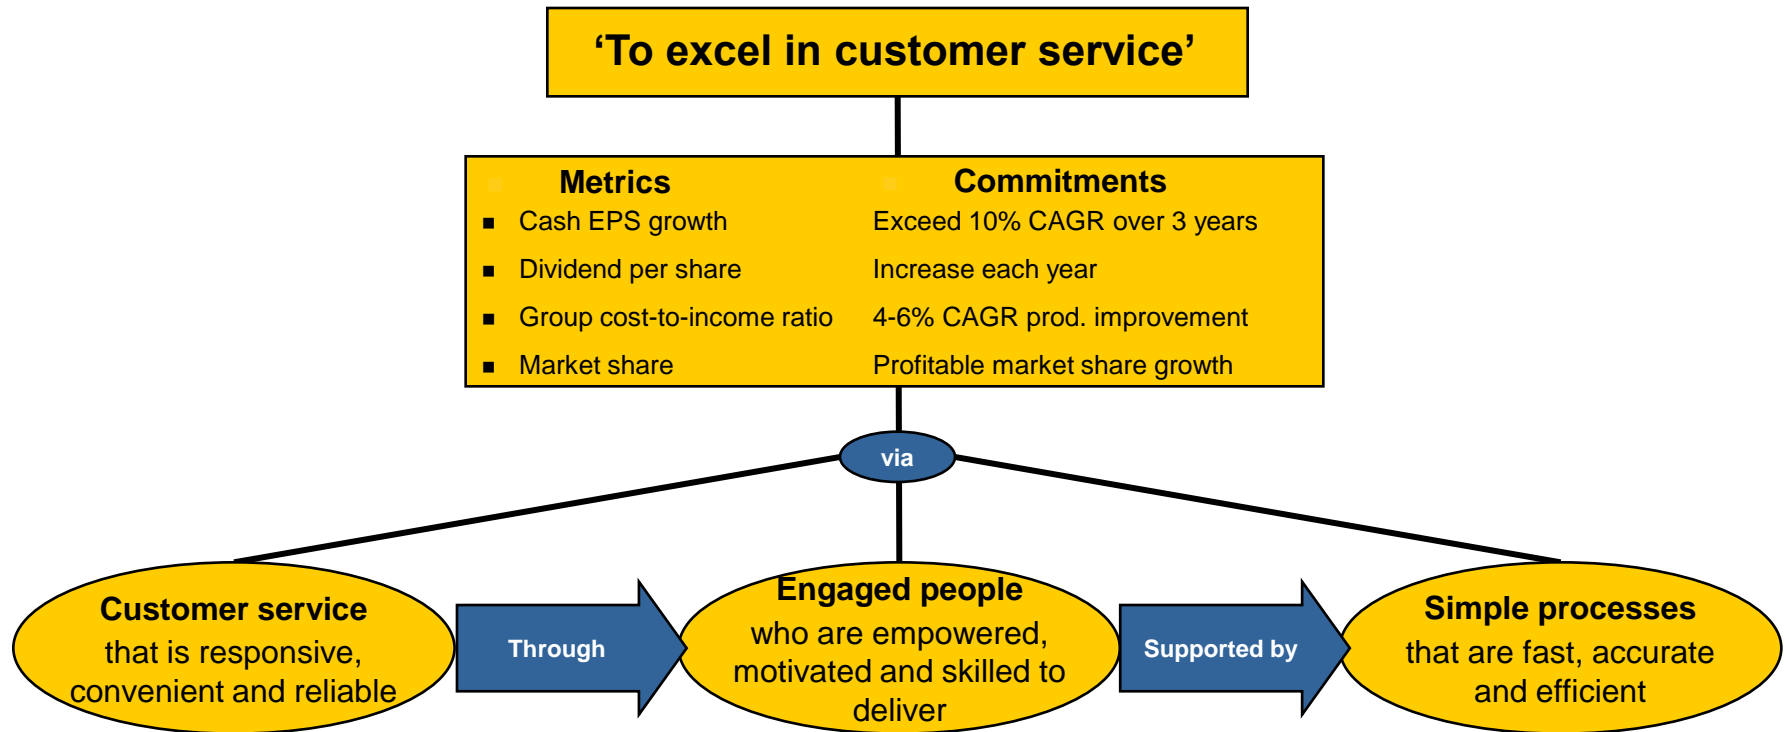 ‘To excel in customer service’
Metrics Commitments
Cash EPS growth Exceed 10% CAGR over 3 years
Dividend per share Increase each year
Group cost-to-income ratio 4-6% CAGR prod. improvement
Market share Profitable market share growth
via
Customer service
that is responsive,
convenient and reliable
Through
Engaged people
who are empowered,
motivated and skilled to
deliver
Supported by
Simple processes
that are fast, accurate
and efficient